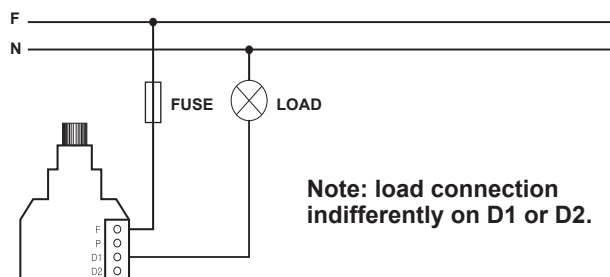 F
N
FUSE
LOAD
Note: load connection
indifferently on D1 or D2.
F
P
D1
D2